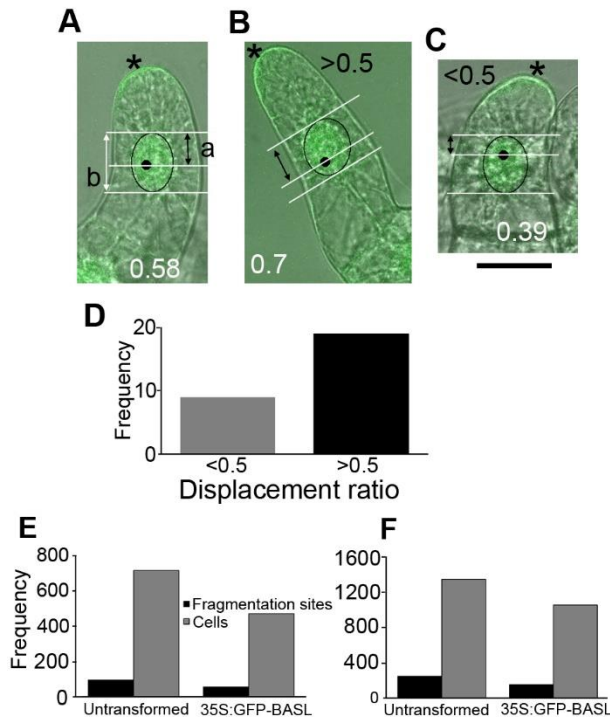 A
B
C
*
*
*
>0.5
<0.5
a
b
0.58
0.7
0.39
D
Frequency
20
10
0
<0.5
>0.5
Displacement ratio
E
Frequency
800
600
400
200
0
Fragmentation sites
Cells
Untransformed
35S:GFP-BASL
F
1600
1200
800
400
0
Untransformed
35S:GFP-BASL